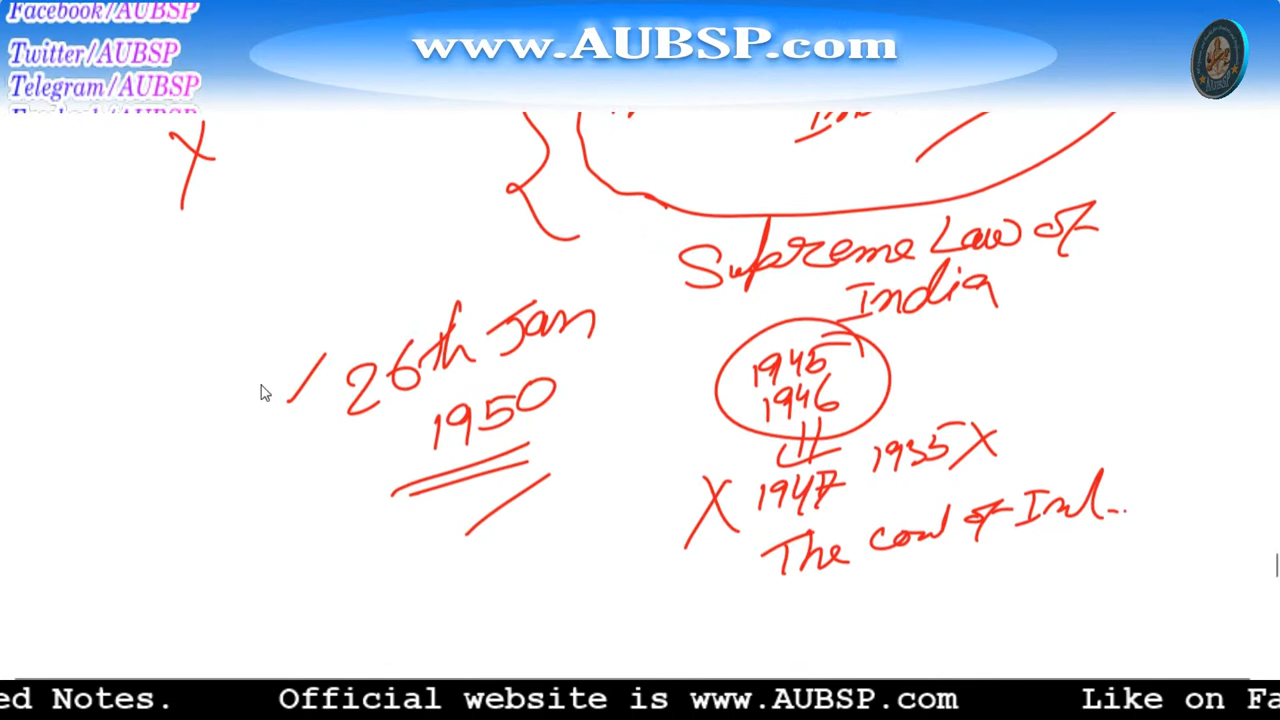 Facebook/AUBSP
www.AUBSP.com
Twitter/AUBSP
Telegram/AUBSP
X
Supreme Law of
India
26th Jan
1950
1945
1946
1935 X
X 1947
The of
ed Notes. Official website is www.AUBSP.com Like on Fa